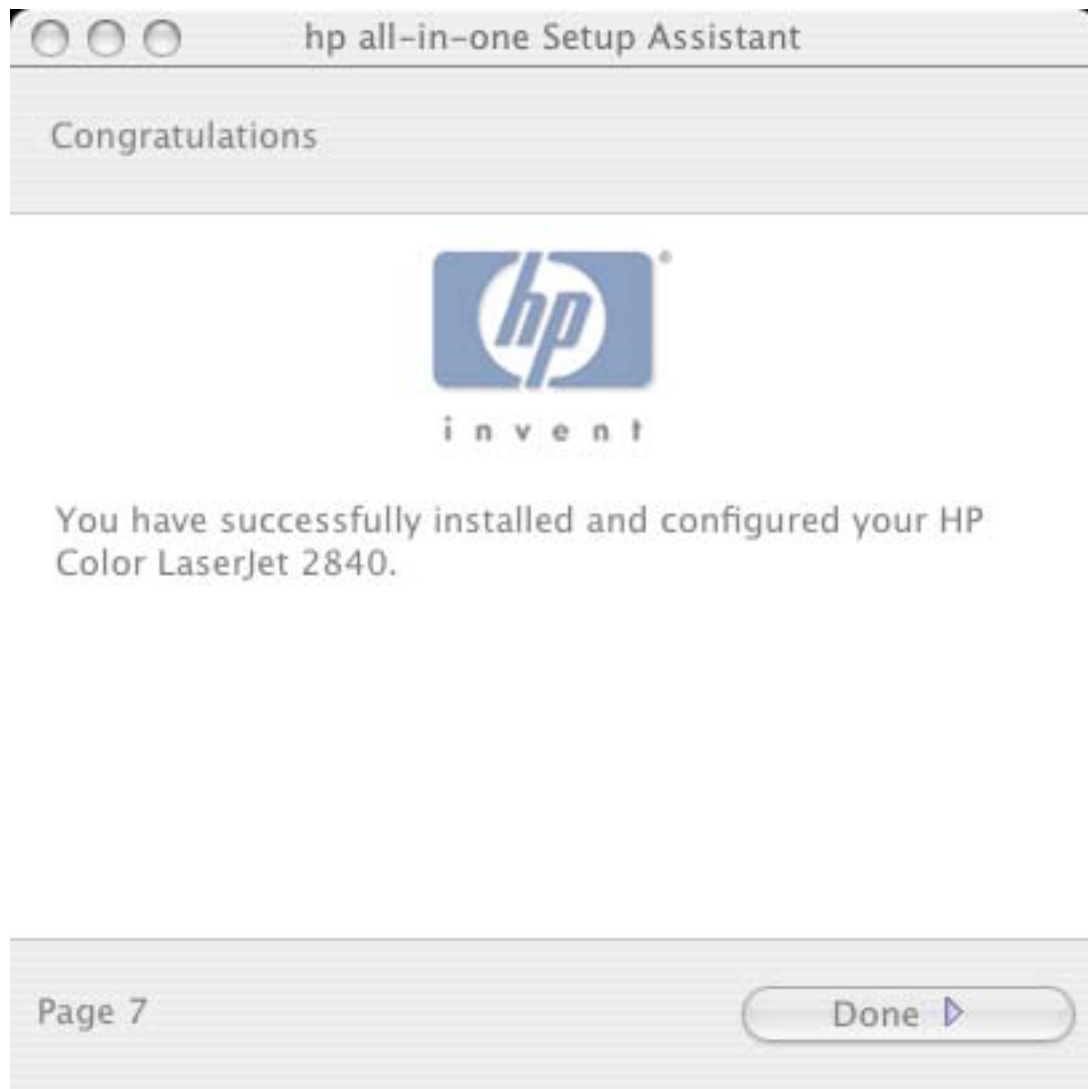 hp all-in-one Setup Assistant
Congratulations
hp
®
invent
You have successfully installed and configured your HP
Color LaserJet 2840.
Page 7
Done